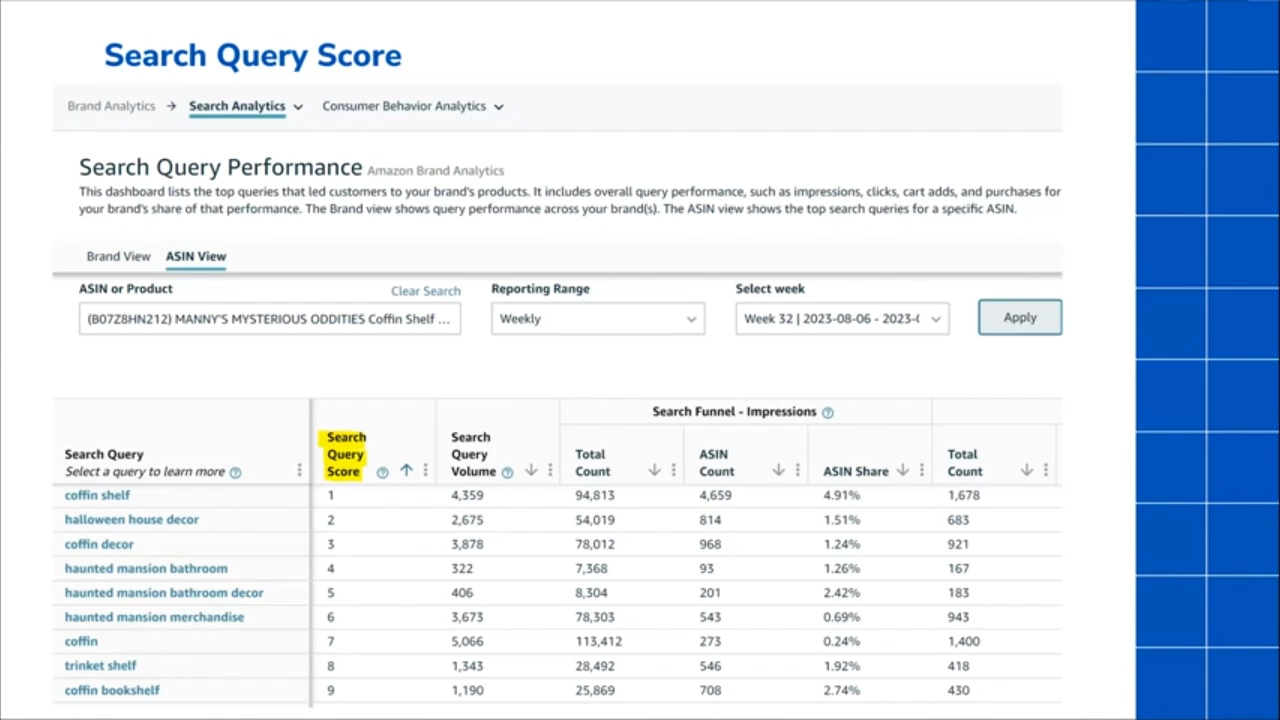 Search Query Score
Brand Analytics → Search Analytics Consumer Behavior Analytics
Search Query Performance Amazon Brand Analytics
This dashboard lists the top queries that led customers to your brand's products. It includes overall query performance, such as impressions, clicks, cart adds, and purchases for
your brand's share of that performance. The Brand view shows query performance across your brand(s). The ASIN view shows the top search queries for a specific ASIN.
Brand View ASIN View
ASIN or Product Clear Search Reporting Range Select week
(B07Z8HN212) MANNY'S MYSTERIOUS ODDITIES Coffin Shelf ... Weekly Week 32 | 2023-08-06 - 2023-( Apply
Search Funnel - Impressions
Search Query
Select a query to learn more
Search
Query
Score
Search
Query
Volume
Total
Count
ASIN
Count
ASIN Share
Total
Count
coffin shelf 1 4,359 94,813 4,659 4.91% 1,678
halloween house decor 2 2,675 54,019 814 1.51% 683
coffin decor 3 3,878 78,012 968 1.24% 921
haunted mansion bathroom 4 322 7,368 93 1.26% 167
haunted mansion bathroom decor 5 406 8,304 201 2.42% 183
haunted mansion merchandise 6 3,673 78,303 543 0.69% 943
coffin 7 5,066 113,412 273 0.24% 1,400
trinket shelf 8 1,343 28,492 546 1.92% 418
coffin bookshelf 9 1,190 25,869 708 2.74% 430